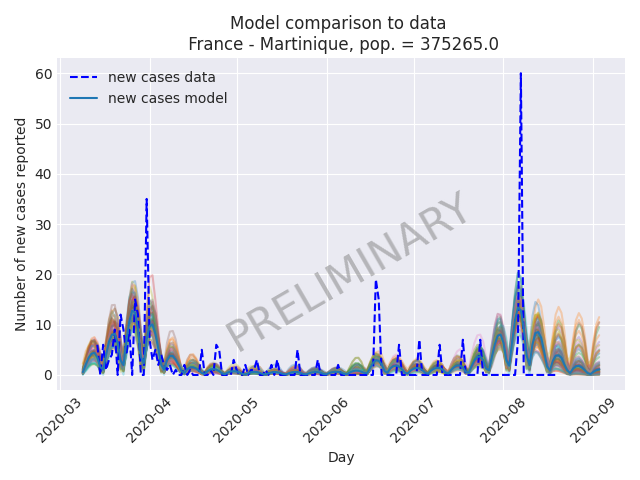 Model comparison to data
France - Martinique, pop. = 375265.0
60
50
40
30
20
10
0
Number of new cases reported
new cases data
new cases model
PRELIMINARY
2020-03
2020-04
2020-05
2020-06
2020-07
2020-08
2020-09
Day